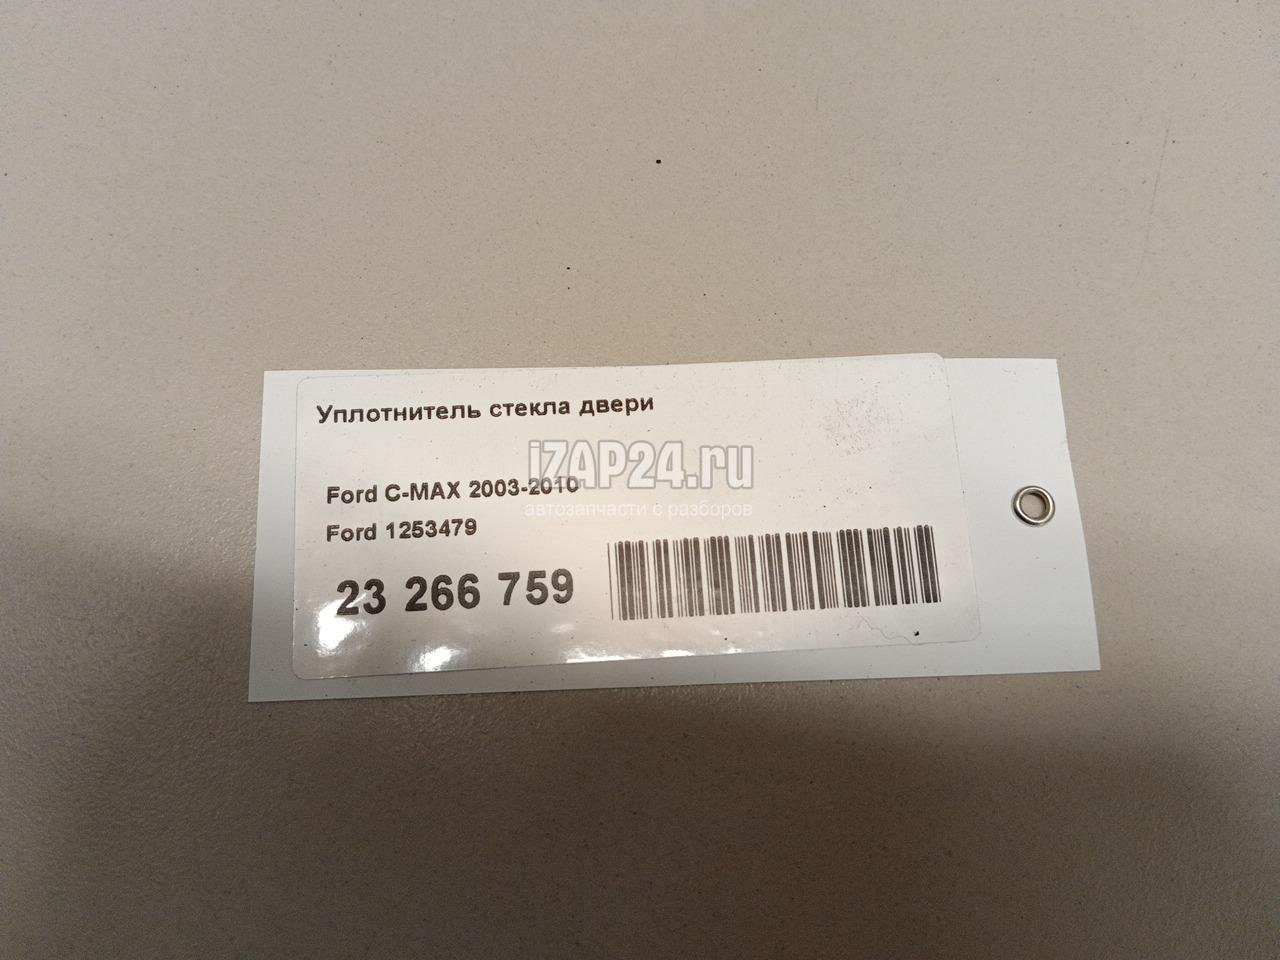 Уплотнитель стекла двери
iZAP24.ru
Ford C-MAX 2003-2010
автозапчасти с разборов
Ford 1253479
23 266 759